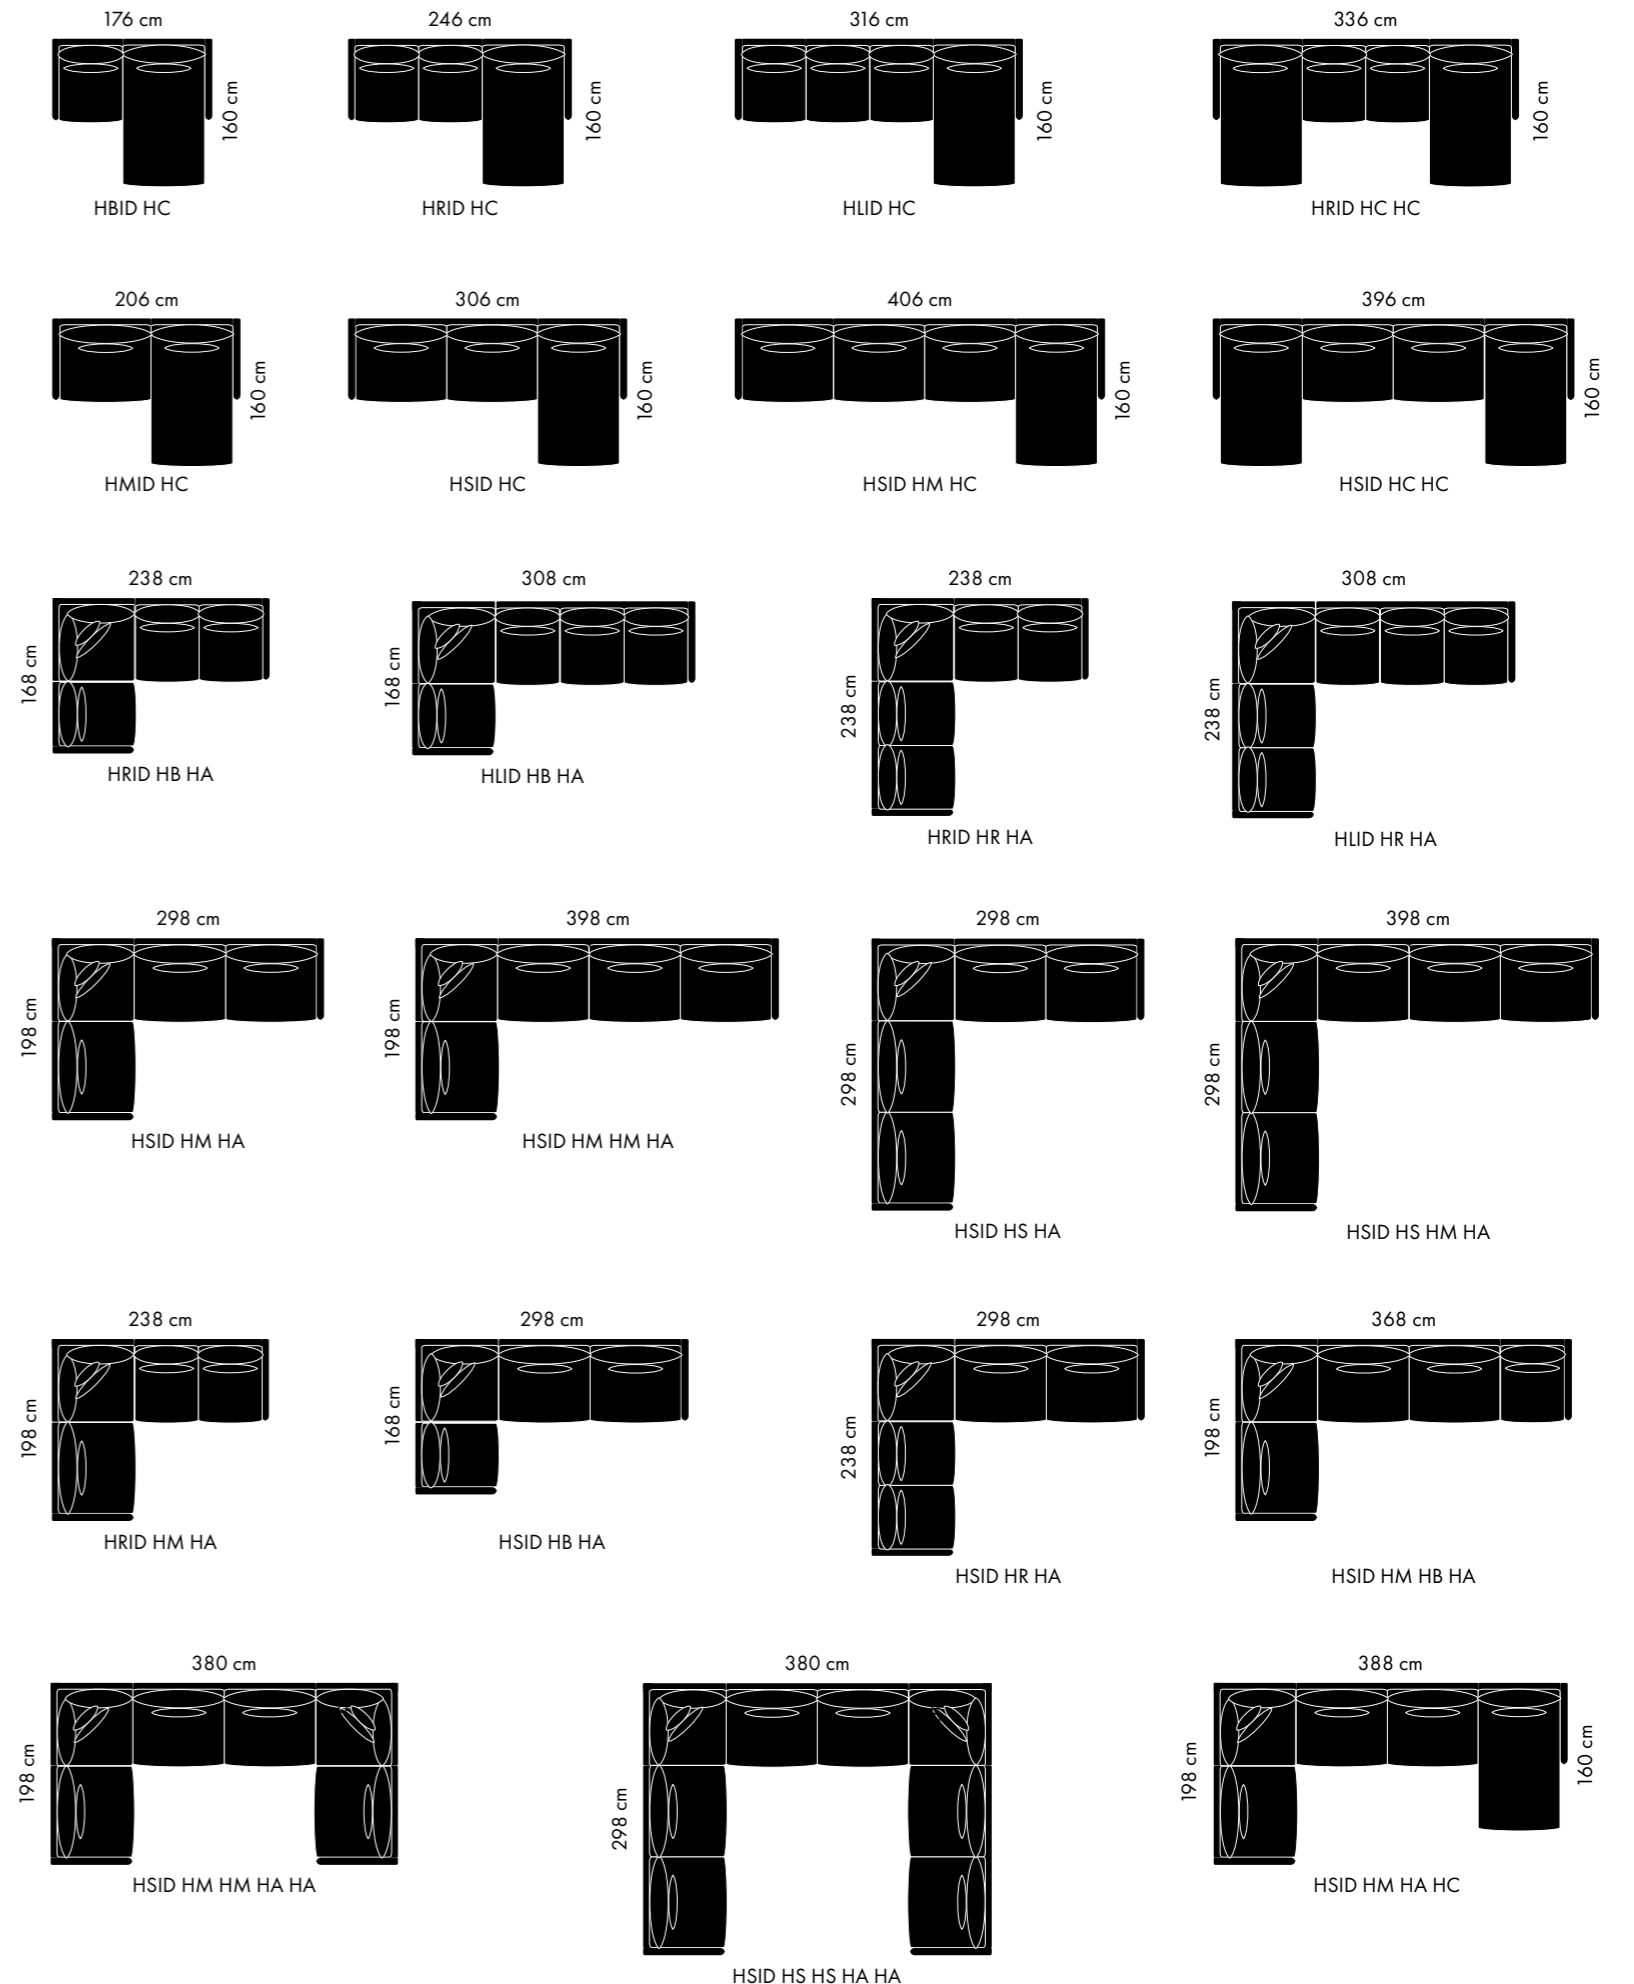 176 cm
246 cm
316 cm
336 cm
160 cm
160 cm
160 cm
160 cm
HBID HC
HRID HC
HLID HC
HRID HC HC
206 cm
306 cm
406 cm
396 cm
160 cm
160 cm
160 cm
160 cm
HMID HC
HSID HC
HSID HM HC
HSID HC HC
238 cm
308 cm
238 cm
308 cm
168 cm
168 cm
238 cm
238 cm
HRID HB HA
HLID HB HA
HRID HR HA
HLID HR HA
298 cm
398 cm
298 cm
398 cm
198 cm
198 cm
298 cm
298 cm
HSID HM HA
HSID HM HM HA
HSID HS HA
HSID HS HM HA
238 cm
298 cm
298 cm
368 cm
198 cm
168 cm
238 cm
198 cm
HRID HM HA
HSID HB HA
HSID HR HA
HSID HM HB HA
380 cm
380 cm
388 cm
198 cm
298 cm
198 cm
160 cm
HSID HM HM HA HA
HSID HS HS HA HA
HSID HM HA HC